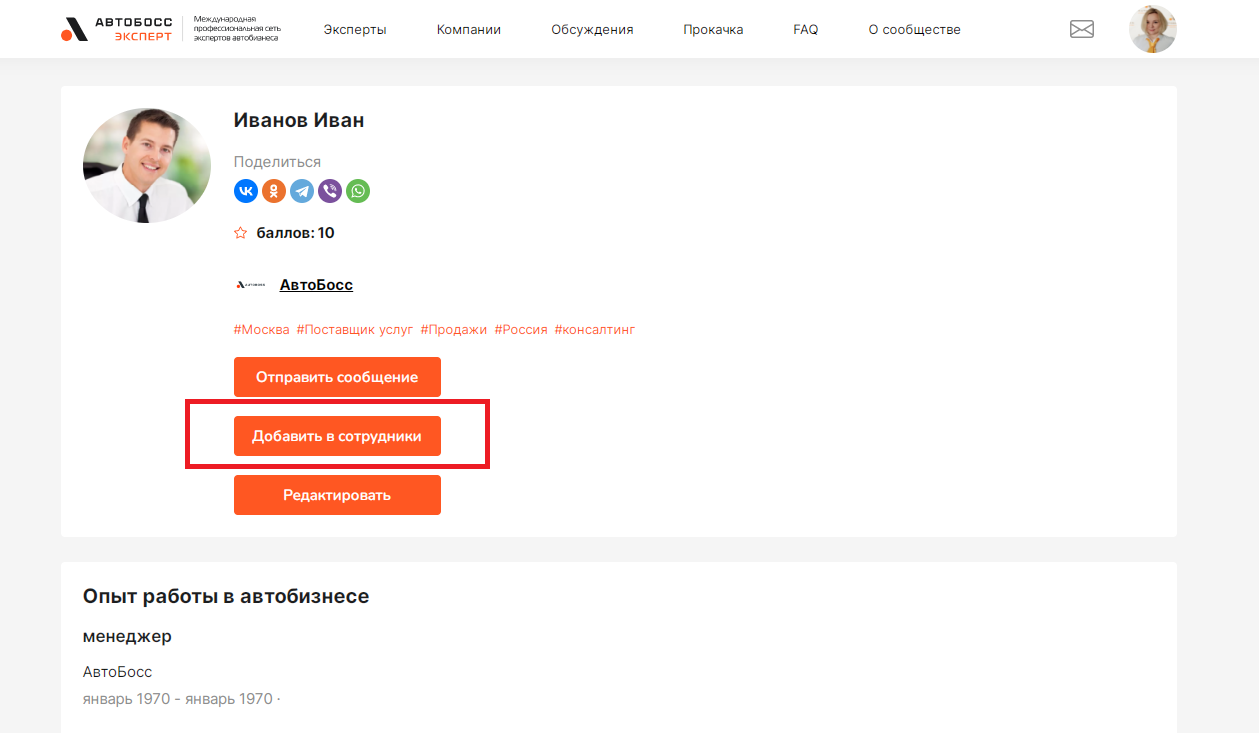 АВТОБОСС
ЭКСПЕРТ
Международная
профессиональная сеть
экспертов автобизнеса
Эксперты
Компании
Обсуждения
Прокачка
FAQ
О сообществе
Иванов Иван
Поделиться
баллов: 10
АвтоБосс
#Москва #Поставщик услуг #Продажи #Россия #консалтинг
Отправить сообщение
Добавить в сотрудники
Редактировать
Опыт работы в автобизнесе
менеджер
АвтоБосс
январь 1970 - январь 1970 ·